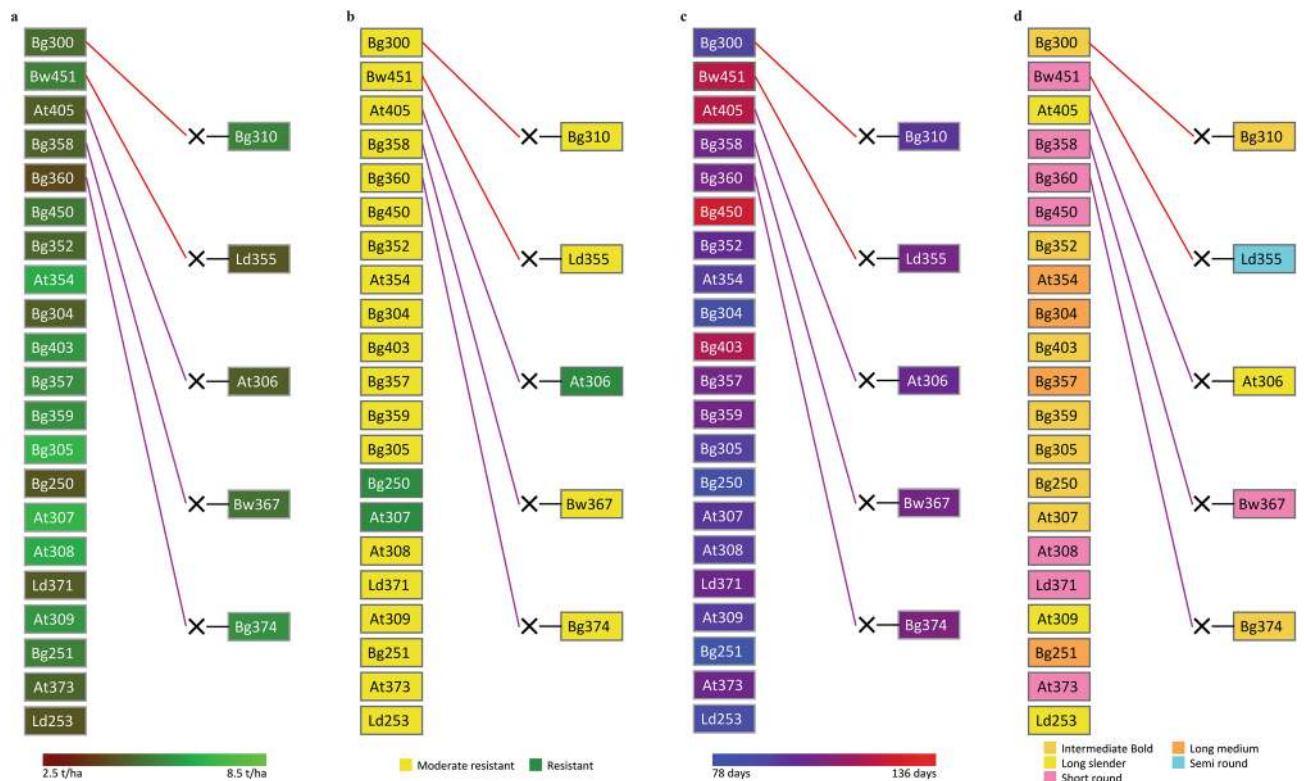 a
Bg300
Bw451
At405
Bg358
Bg360
Bg450
Bg352
At354
Bg304
Bg403
Bg357
Bg359
Bg305
Bg250
At307
At308
Ld371
At309
Bg251
At373
Ld253
Bg310
Ld355
At306
Bw367
Bg374
2.5 t/ha 8.5 t/ha
b
Bg300
Bw451
At405
Bg358
Bg360
Bg450
Bg352
At354
Bg304
Bg403
Bg357
Bg359
Bg305
Bg250
At307
At308
Ld371
At309
Bg251
At373
Ld253
Bg310
Ld355
At306
Bw367
Bg374
Moderate resistant Resistant
c
Bg300
Bw451
At405
Bg358
Bg360
Bg450
Bg352
At354
Bg304
Bg403
Bg357
Bg359
Bg305
Bg250
At307
At308
Ld371
At309
Bg251
At373
Ld253
Bg310
Ld355
At306
Bw367
Bg374
78 days 136 days
d
Bg300
Bw451
At405
Bg358
Bg360
Bg450
Bg352
At354
Bg304
Bg403
Bg357
Bg359
Bg305
Bg250
At307
At308
Ld371
At309
Bg251
At373
Ld253
Bg310
Ld355
At306
Bw367
Bg374
Intermediate Bold Long medium
Long slender Semi round
Short round